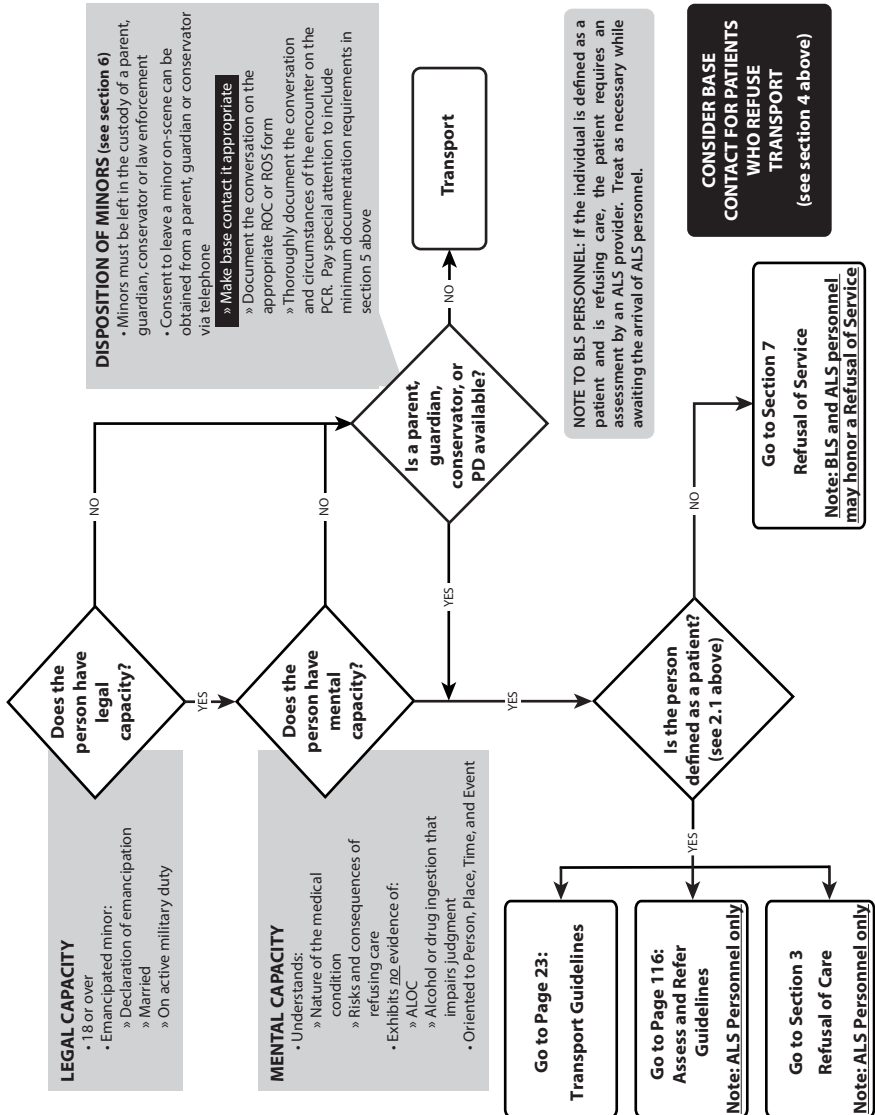 LEGAL CAPACITY
• 18 or over
• Emancipated minor:
» Declaration of emancipation
» Married
» On active military duty
Does the
person have
legal
capacity?
NO
YES
MENTAL CAPACITY
• Understands:
» Nature of the medical
condition
» Risks and consequences of
refusing care
• Exhibits no evidence of:
» ALOC
» Alcohol or drug ingestion that
impairs judgment
• Oriented to Person, Place, Time, and Event
Does the
person have
mental
capacity?
NO
YES
DISPOSITION OF MINORS (see section 6)
• Minors must be left in the custody of a parent,
guardian, conservator or law enforcement
• Consent to leave a minor on-scene can be
obtained from a parent, guardian or conservator
via telephone
» Make base contact it appropriate
» Document the conversation on the
appropriate ROC or ROS form
» Thoroughly document the conversation
and circumstances of the encounter on the
PCR. Pay special attention to include
minimum documentation requirements in
section 5 above
Is a parent,
guardian,
conservator, or
PD available?
YES
NO
Transport
NOTE TO BLS PERSONNEL: If the individual is defined as a
patient and is refusing care, the patient requires an
assessment by an ALS provider. Treat as necessary while
awaiting the arrival of ALS personnel.
Is the person
defined as a patient?
(see 2.1 above)
YES
NO
Go to Page 23:
Transport Guidelines
Go to Page 116:
Assess and Refer
Guidelines
Note: ALS Personnel only
Go to Section 3
Refusal of Care
Note: ALS Personnel only
Go to Section 7
Refusal of Service
Note: BLS and ALS personnel
may honor a Refusal of Service
CONSIDER BASE
CONTACT FOR PATIENTS
WHO REFUSE
TRANSPORT
(see section 4 above)